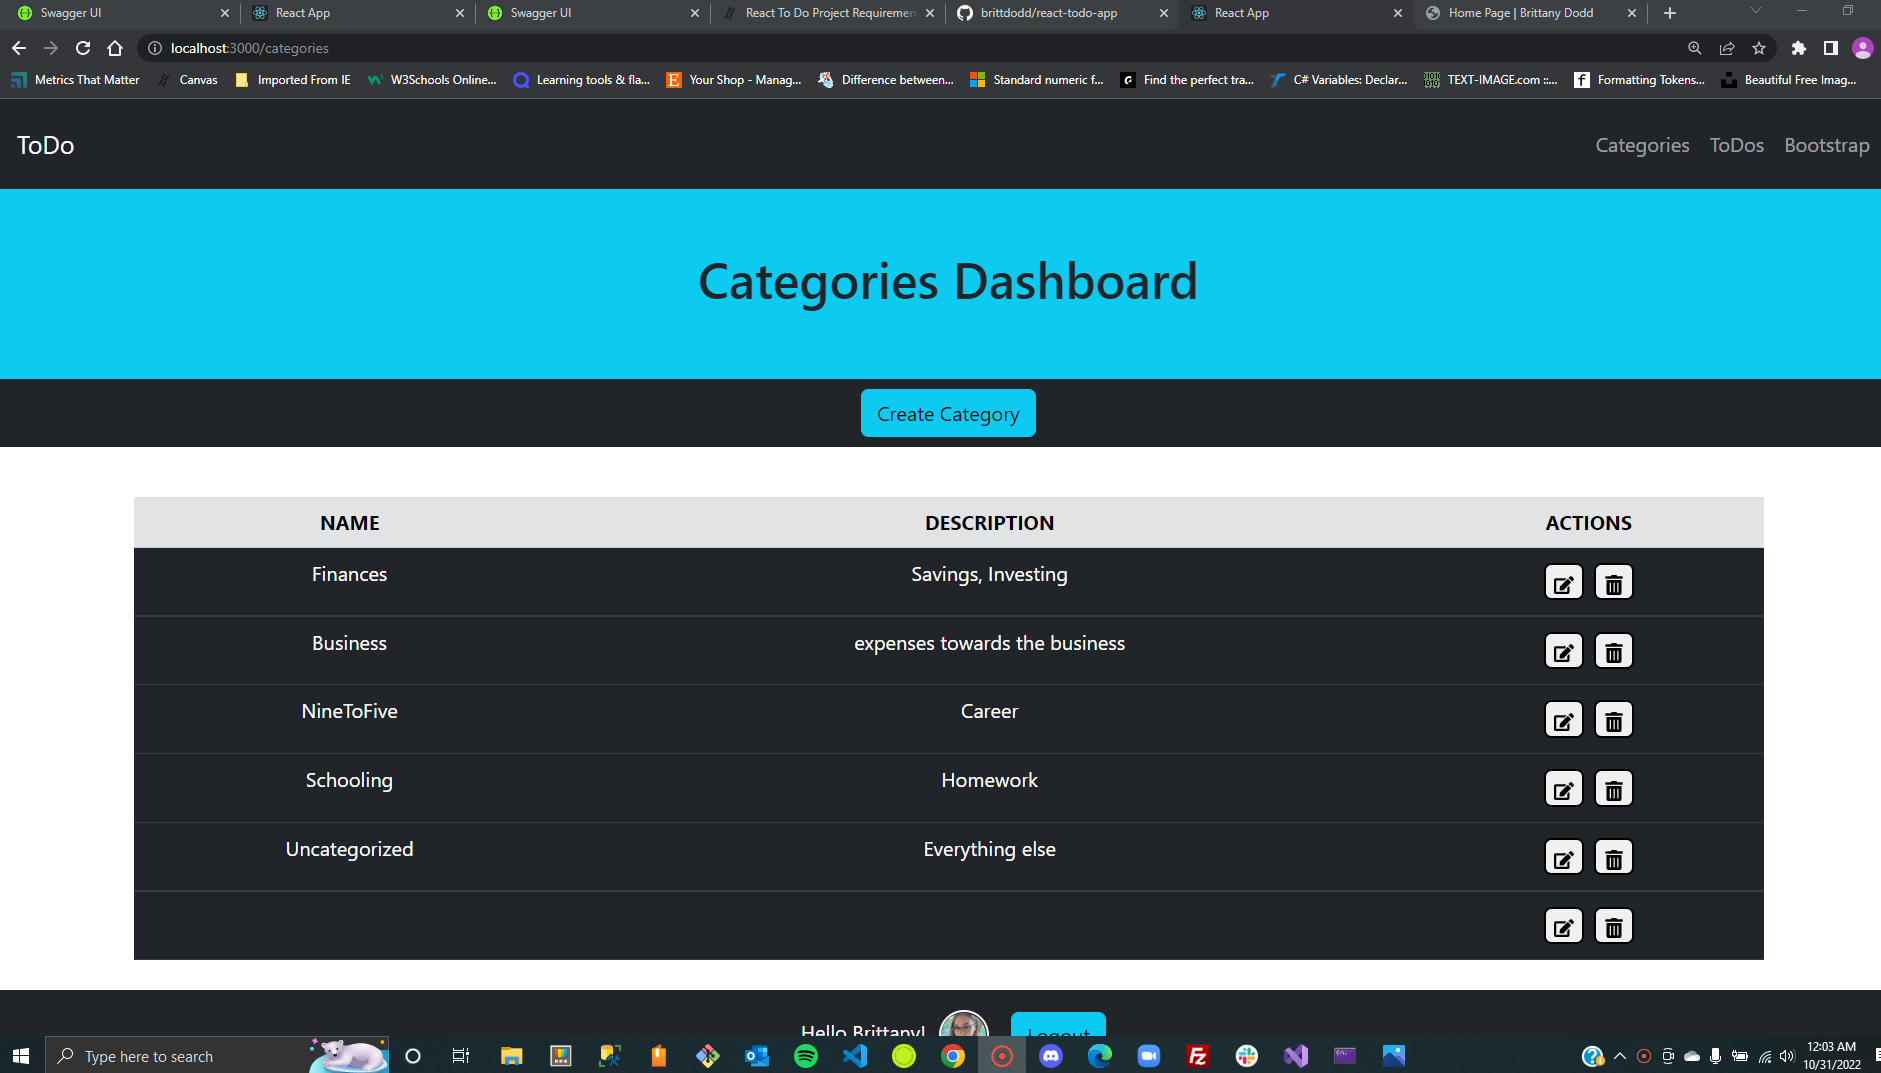 Swagger UI
React App
Swagger UI
React To Do Project Requiremen
brittdodd/react-todo-app
React App
Home Page | Brittany Dodd
localhost:3000/categories
Metrics That Matter
Canvas
Imported From IE
W3Schools Online...
Learning tools & fla...
Your Shop - Manag...
Difference between...
Standard numeric f...
Find the perfect tra...
C# Variables: Declar...
TEXT-IMAGE.com ::...
Formatting Tokens...
Beautiful Free Imag...
ToDo
Categories
ToDos
Bootstrap
Categories Dashboard
Create Category
NAME
DESCRIPTION
ACTIONS
Finances
Savings, Investing
Business
expenses towards the business
NineToFive
Career
Schooling
Homework
Uncategorized
Everything else
Hello Brittany!
Logout
Type here to search
12:03 AM
10/31/2022